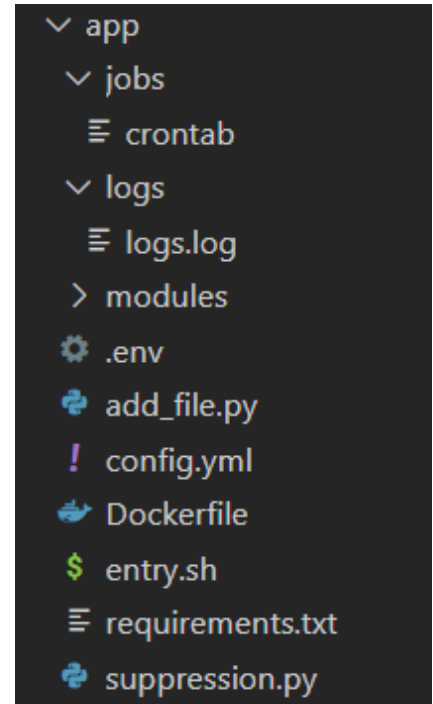 app
jobs
crontab
logs
logs.log
modules
.env
add_file.py
config.yml
Dockerfile
entry.sh
requirements.txt
suppression.py